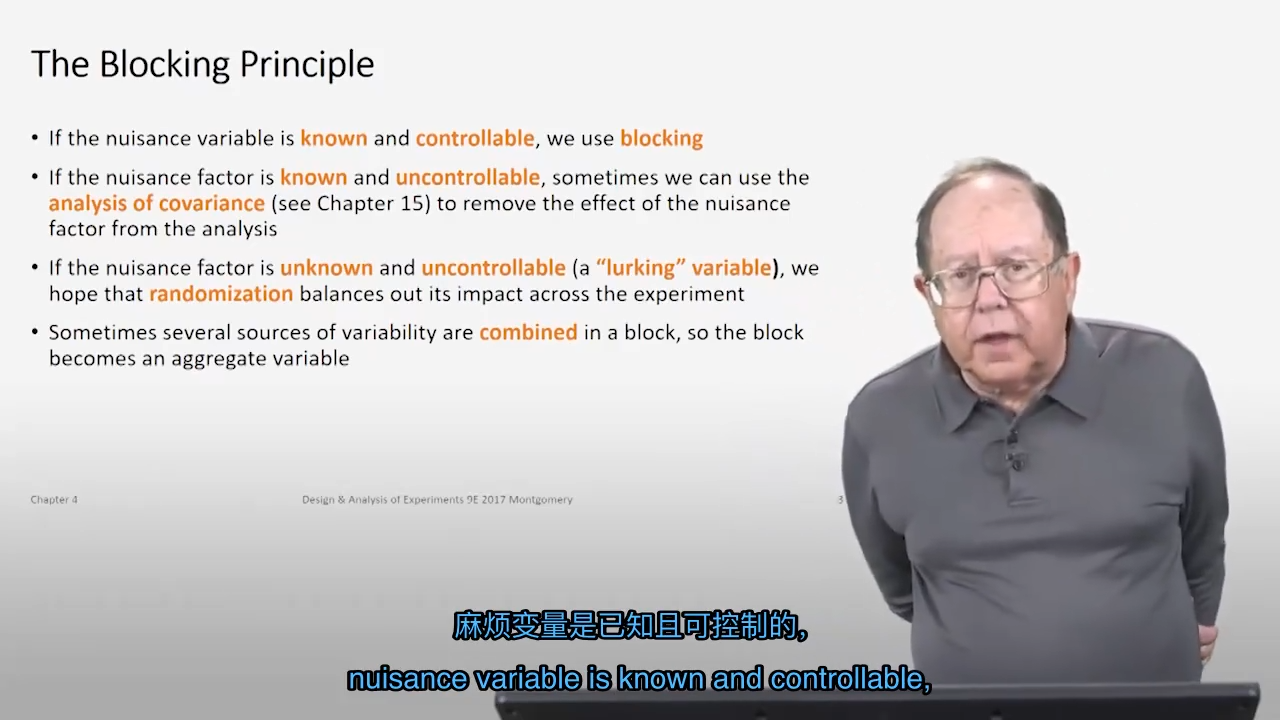 The Blocking Principle
• If the nuisance variable is known and controllable, we use blocking
• If the nuisance factor is known and uncontrollable, sometimes we can use the
analysis of covariance (see Chapter 15) to remove the effect of the nuisance
factor from the analysis
• If the nuisance factor is unknown and uncontrollable (a “lurking” variable), we
hope that randomization balances out its impact across the experiment
• Sometimes several sources of variability are combined in a block, so the block
becomes an aggregate variable
Chapter 4
Design & Analysis of Experiments 9E 2017 Montgomery
3
麻烦变量是已知且可控制的,
nuisance variable is known and controllable,